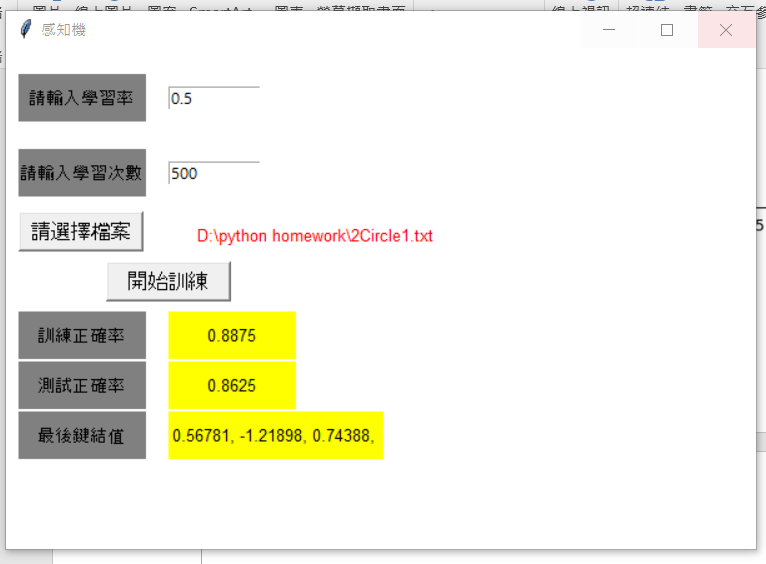 感知機
請輸入學習率 0.5
請輸入學習次數 500
請選擇檔案 D:\python homework\2Circle1.txt
開始訓練
訓練正確率 0.8875
測試正確率 0.8625
最後鍵結值 0.56781, -1.21898, 0.74388,
5